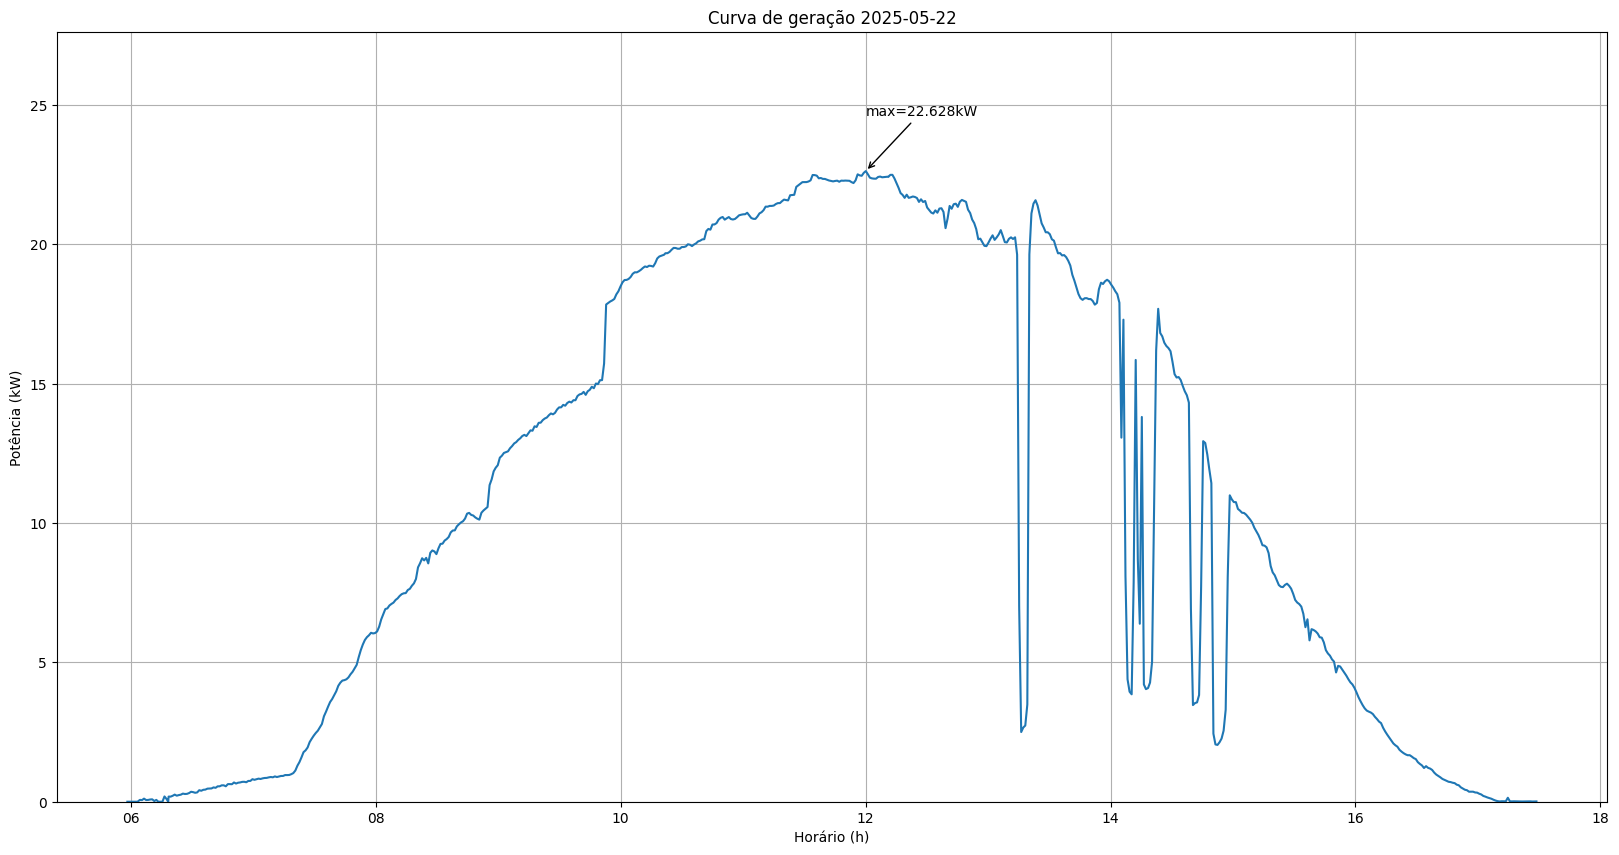 Curva de geração 2025-05-22
25
max=22.628kW
20
15
Potência (kW)
10
5
0
06 08 10 12 14 16 18
Horário (h)